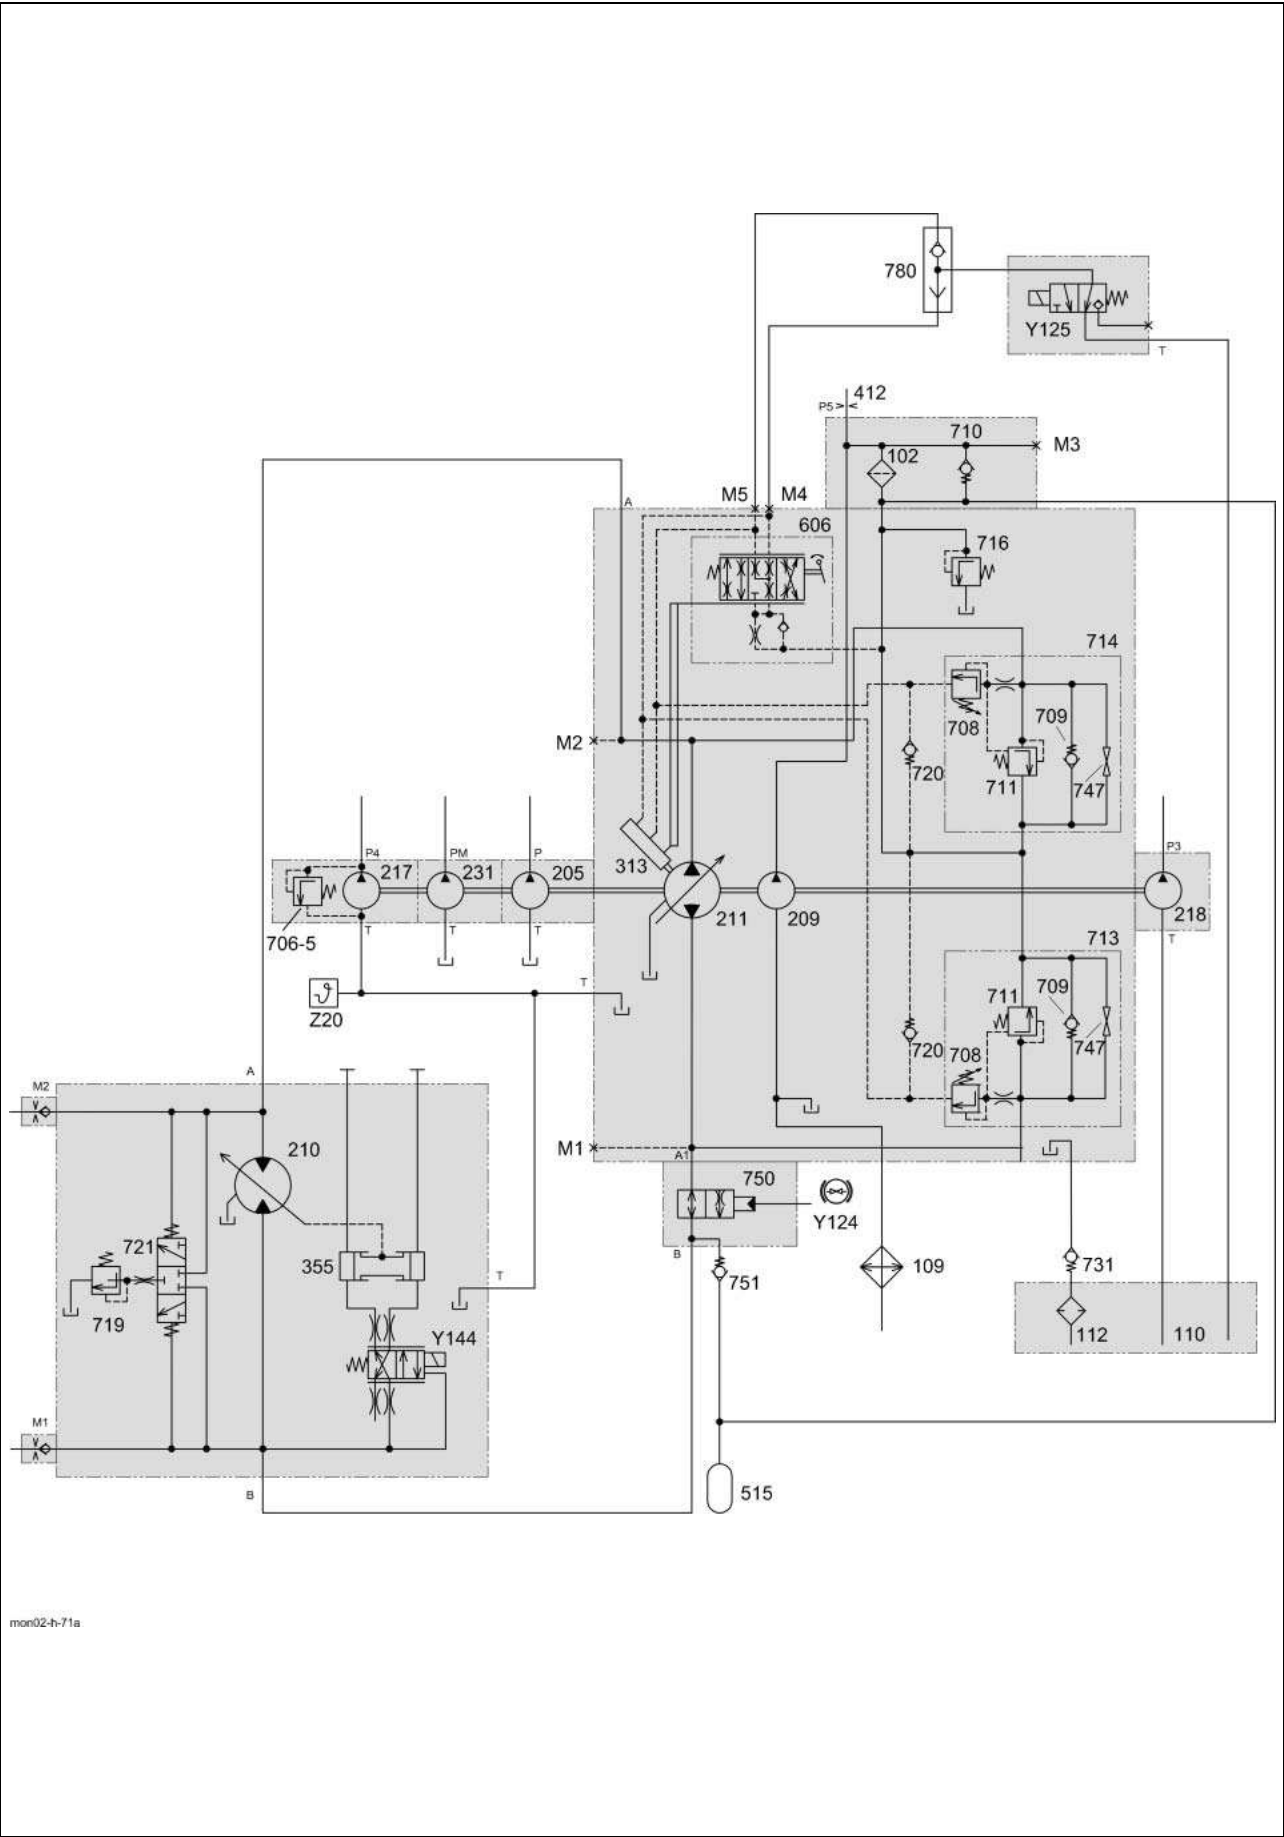 780
Y125
T
412
P5
710
M3
102
M5 M4
A
606
716
714
708
709
M2
720
711
747
P4
PM
P
P3
217
231
205
313
211
209
218
706-5
T
T
T
T
713
T
Z20
711
709
720
708
747
A
M2
M1
A1
210
750
Y124
721
355
B
751
109
731
T
719
Y144
112
110
M1
B
515
mon02-h-71a